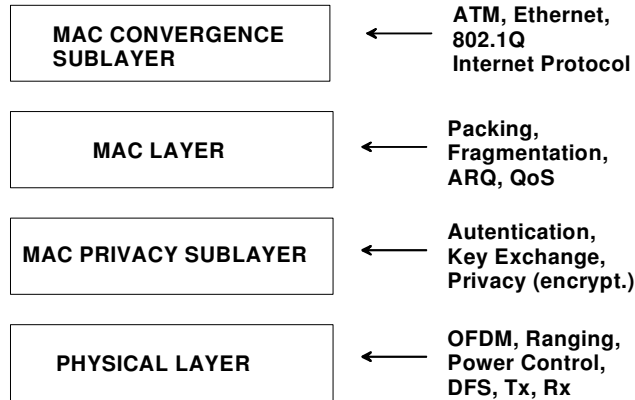 MAC CONVERGENCE
SUBLAYER
ATM, Ethernet,
802.1Q
Internet Protocol
MAC LAYER
Packing,
Fragmentation,
ARQ, QoS
MAC PRIVACY SUBLAYER
Autentication,
Key Exchange,
Privacy (encrypt.)
PHYSICAL LAYER
OFDM, Ranging,
Power Control,
DFS, Tx, Rx